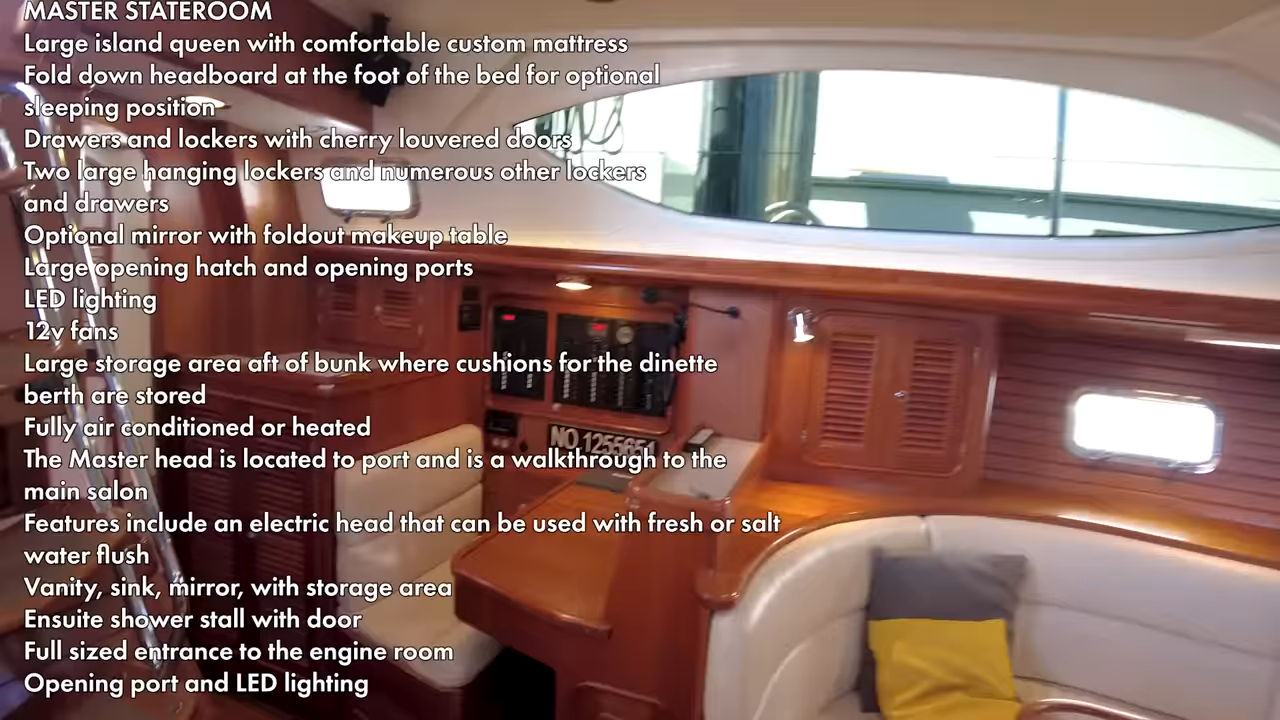 MASTER STATEROOM
Large island queen with comfortable custom mattress
Fold down headboard at the foot of the bed for optional
sleeping position
Drawers and lockers with cherry louvered doors
Two large hanging lockers and numerous other lockers
and drawers
Optional mirror with foldout makeup table
Large opening hatch and opening ports
LED lighting
12v fans
Large storage area aft of bunk where cushions for the dinette
berth are stored
Fully air conditioned or heated
NO.1255651
The Master head is located to port and is a walkthrough to the
main salon
Features include an electric head that can be used with fresh or salt
water flush
Vanity, sink, mirror, with storage area
Ensuite shower stall with door
Full sized entrance to the engine room
Opening port and LED lighting